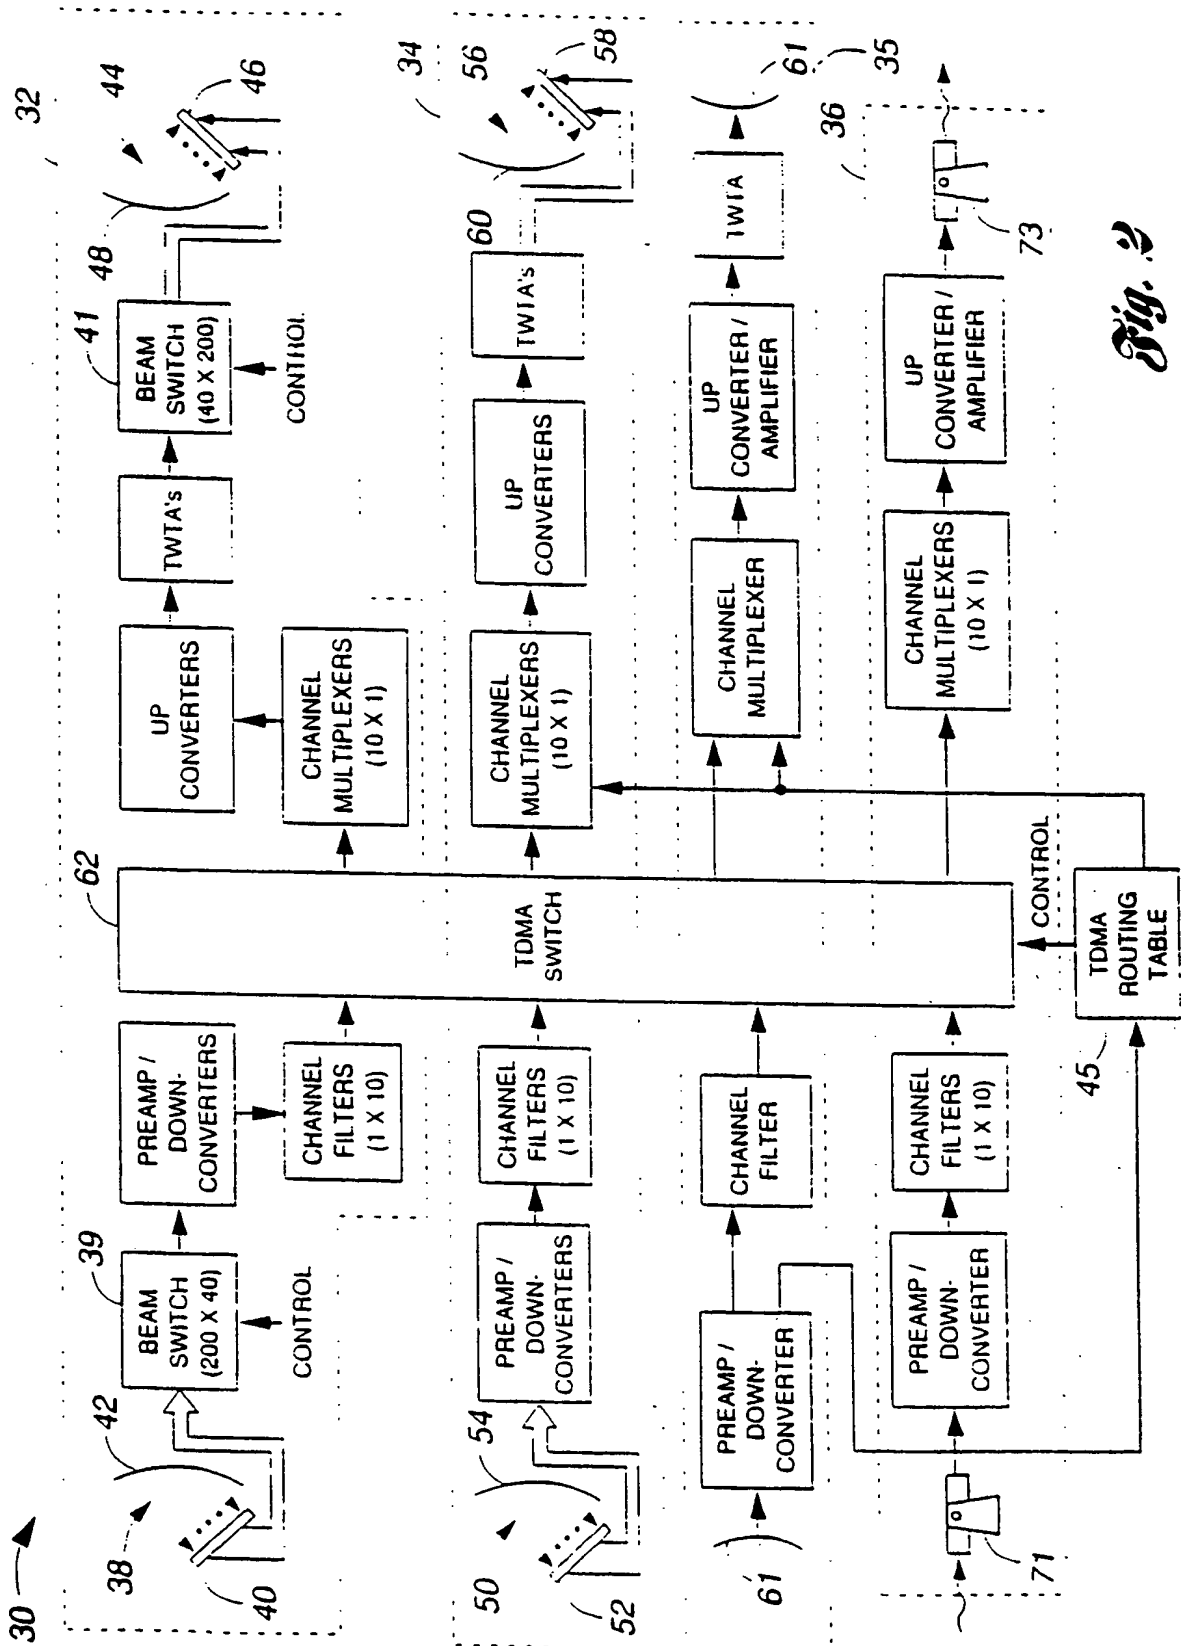 30
38
40
42
39
BEAM
SWITCH
(200 X 40)
CONTROL
PREAMP /
DOWN-
CONVERTERS
CHANNEL
FILTERS
(1 X 10)
62
TDMA
SWITCH
CHANNEL
MULTIPLEXERS
(10 X 1)
UP
CONVERTERS
TWTA's
41
BEAM
SWITCH
(40 X 200)
CONTROL
48
44
46
32
50
52
54
PREAMP /
DOWN-
CONVERTERS
CHANNEL
FILTERS
(1 X 10)
CHANNEL
MULTIPLEXERS
(10 X 1)
UP
CONVERTERS
TWTA's
60
34
56
58
61
PREAMP /
DOWN-
CONVERTER
CHANNEL
FILTER
CHANNEL
MULTIPLEXER
UP
CONVERTER /
AMPLIFIER
TWTA
61
35
71
PREAMP /
DOWN-
CONVERTER
CHANNEL
FILTERS
(1 X 10)
CHANNEL
MULTIPLEXERS
(10 X 1)
UP
CONVERTER /
AMPLIFIER
73
36
45
CONTROL
TDMA
ROUTING
TABLE
Fig. 2